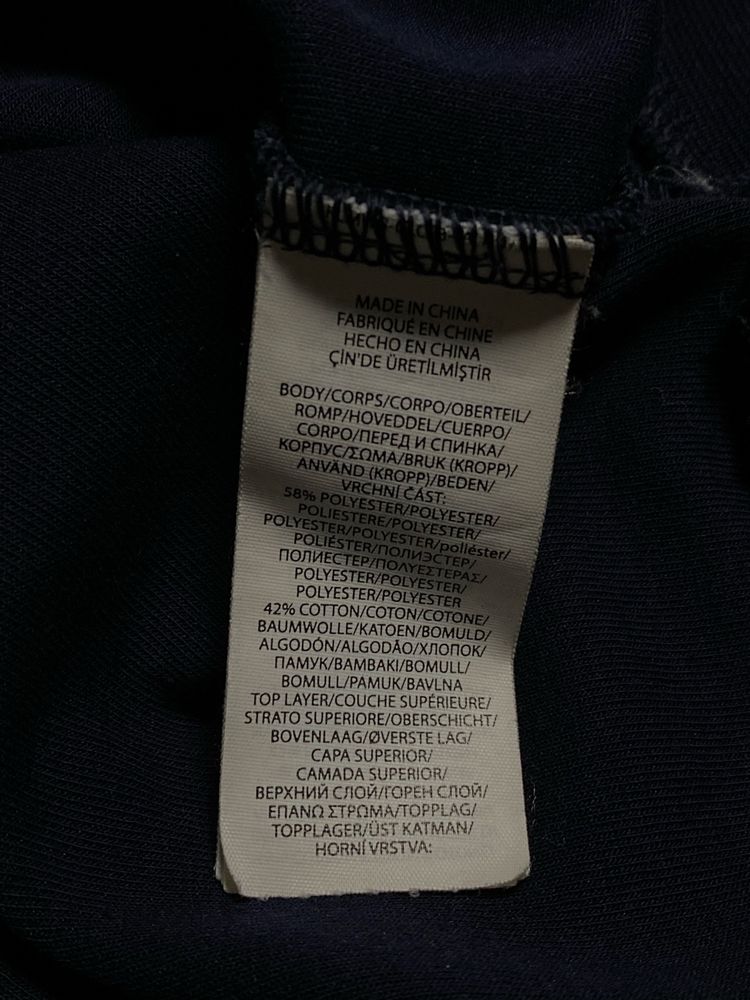 MADE IN CHINA
FABRIQUÉ EN CHINE
HECHO EN CHINA
ÇİN'DE ÜRETİLMİŞTİR
BODY/CORPS/CORPO/OBERTEIL/
ROMP/HOVEDDEL/CUERPO/
CORPO/ПЕРЕД И СПИНКА/
КОРПУС/ΣΩΜΑ/BRUK (KROPP)/
ANVÄND (KROPP)/BEDEN/
VRCHNI ČÁST:
58% POLYESTER/POLYESTER/
POLIESTERE/POLYESTER/
POLYESTER/POLYESTER/poliéster/
POLIÉSTER/ПОЛИЭСТЕР/
ПОЛИЕСТЕР/ΠΟΛΥΕΣΤΕΡΑΣ/
POLYESTER/POLYESTER/
POLYESTER/POLYESTER
42% COTTON/COTON/COTONE/
BAUMWOLLE/KATOEN/BOMULD/
ALGODÓN/ALGODÃO/ХЛОПОК/
ПАМУК/BAMBAKI/BOMULL/
BOMULL/PAMUK/BAVLNA
TOP LAYER/COUCHE SUPÉRIEURE/
STRATO SUPERIORE/OBERSCHICHT/
BOVENLAAG/ØVERSTE LAG/
CAPA SUPERIOR/
CAMADA SUPERIOR/
ВЕРХНИЙ СЛОЙ/ГОРЕН СЛОЙ/
ΕΠΑΝΩ ΣΤΡΩΜΑ/TOPPLAG/
TOPPLAGER/ÜST KATMAN/
HORNÍ VRSTVA: